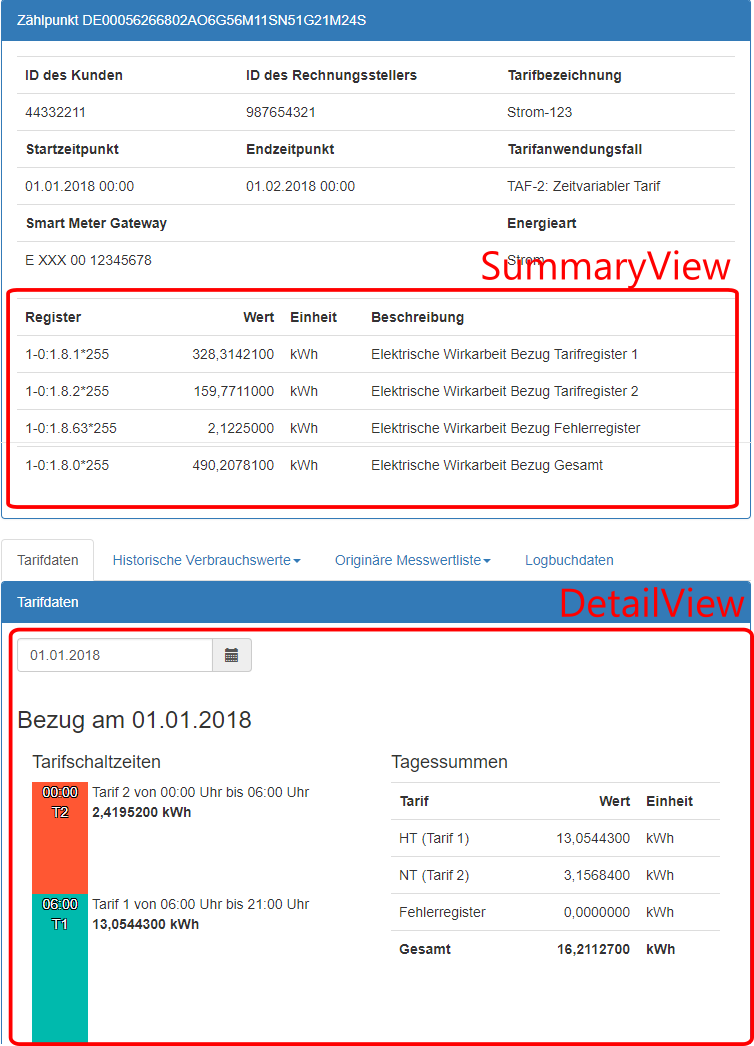 Zählpunkt DE00056266802AO6G56M11SN51G21M24S
ID des Kunden ID des Rechnungsstellers Tarifbezeichnung
44332211 987654321 Strom-123
Startzeitpunkt Endzeitpunkt Tarifanwendungsfall
01.01.2018 00:00 01.02.2018 00:00 TAF-2: Zeitvariabler Tarif
Smart Meter Gateway Energieart
E XXX 00 12345678 Strom
SummaryView
Register Wert Einheit Beschreibung
1-0:1.8.1*255 328,3142100 kWh Elektrische Wirkarbeit Bezug Tarifregister 1
1-0:1.8.2*255 159,7711000 kWh Elektrische Wirkarbeit Bezug Tarifregister 2
1-0:1.8.63*255 2,1225000 kWh Elektrische Wirkarbeit Bezug Fehlerregister
1-0:1.8.0*255 490,2078100 kWh Elektrische Wirkarbeit Bezug Gesamt
Tarifdaten Historische Verbrauchswerte Originäre Messwertliste Logbuchdaten
Tarifdaten
DetailView
01.01.2018
Bezug am 01.01.2018
Tarifschaltzeiten
00:00 Tarif 2 von 00:00 Uhr bis 06:00 Uhr
T2 2,4195200 kWh
06:00 Tarif 1 von 06:00 Uhr bis 21:00 Uhr
T1 13,0544300 kWh
Tagessummen
Tarif Wert Einheit
HT (Tarif 1) 13,0544300 kWh
NT (Tarif 2) 3,1568400 kWh
Fehlerregister 0,0000000 kWh
Gesamt 16,2112700 kWh